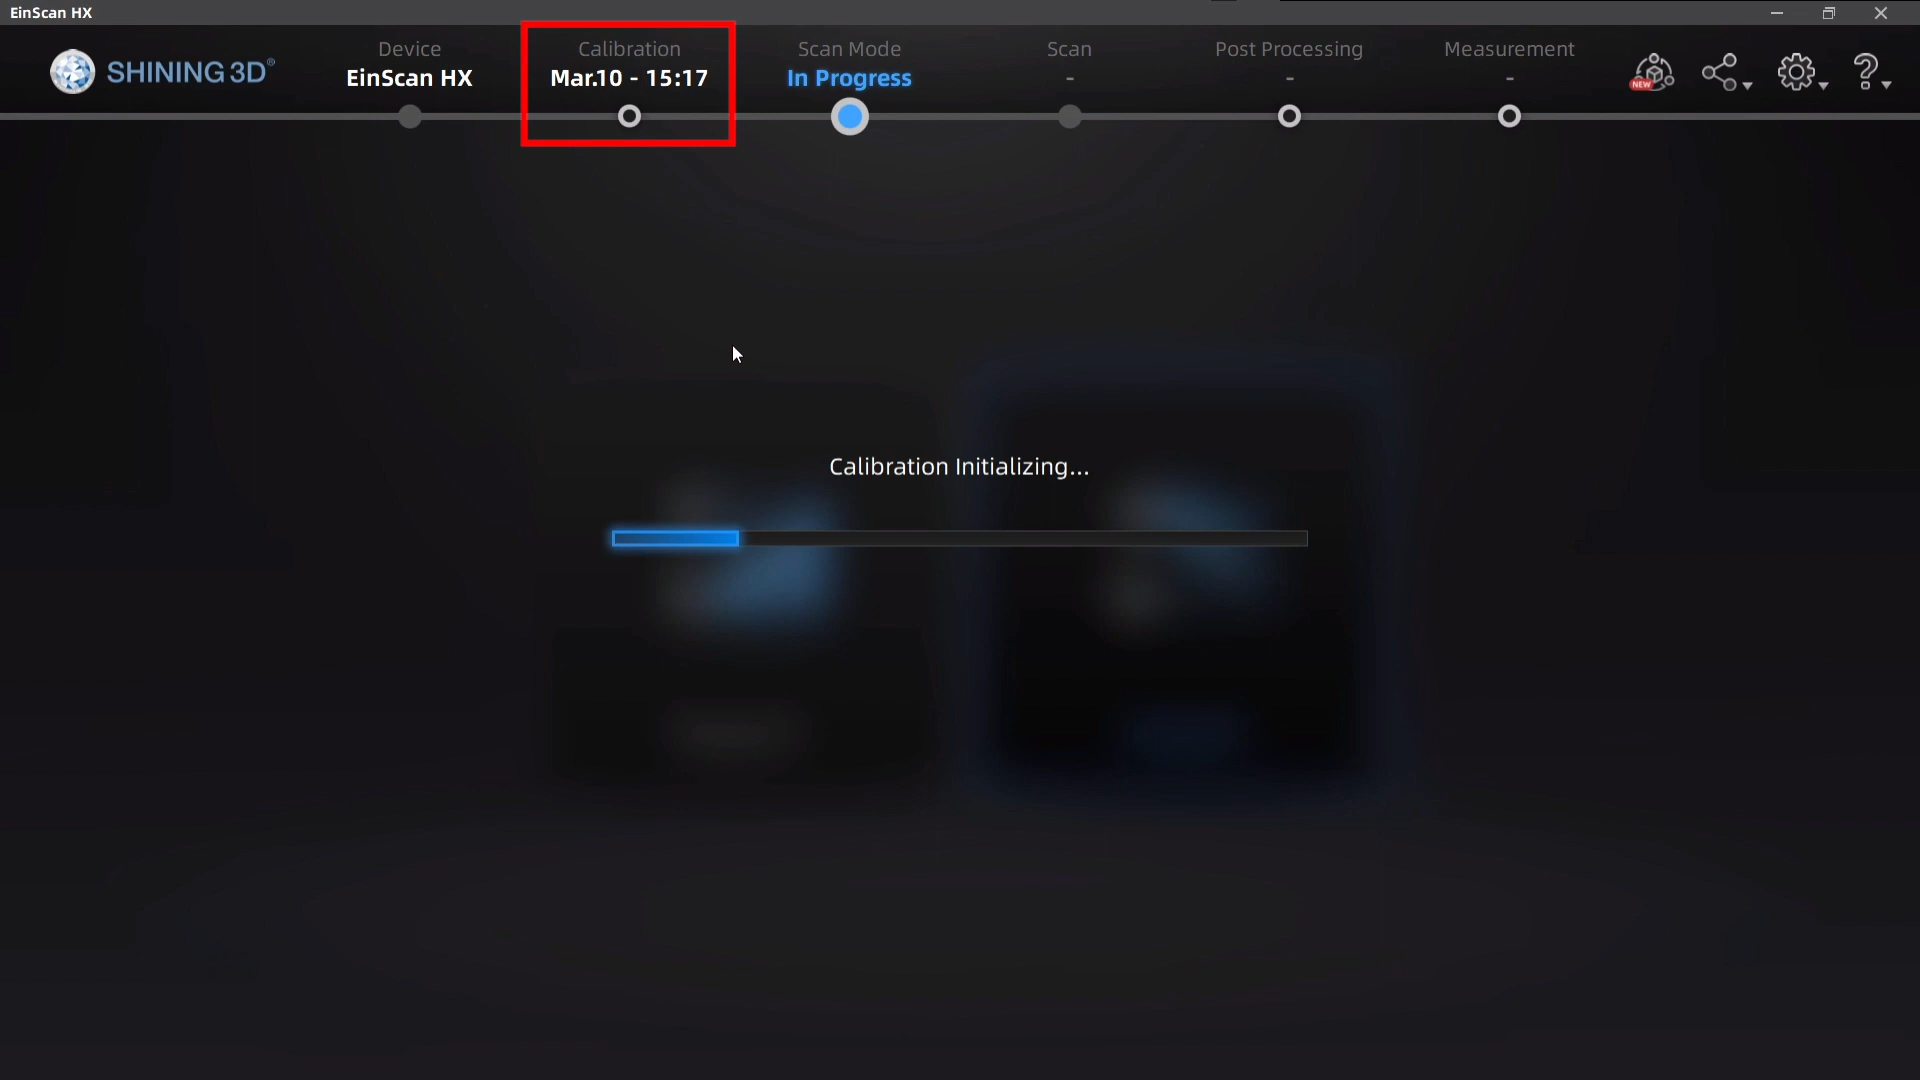 EinScan HX
SHINING 3D®
Device
EinScan HX
Calibration
Mar.10 - 15:17
Scan Mode
In Progress
Scan
-
Post Processing
-
Measurement
-
NEW
?
Calibration Initializing...